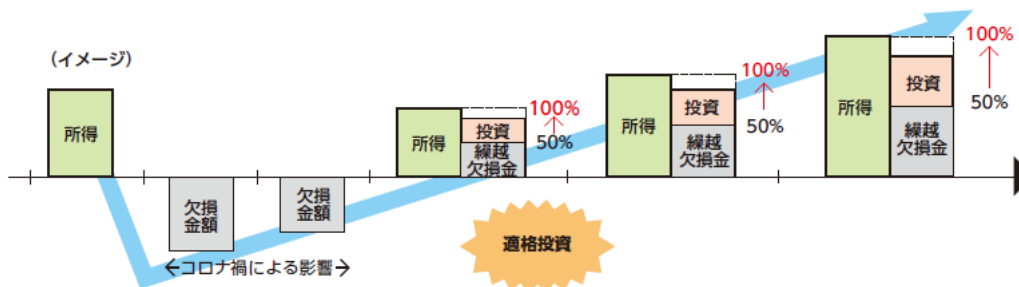 (イメージ)
所得
欠損
金額
欠損
金額
←コロナ禍による影響→
所得
投資
繰越
欠損金
100%
50%
適格投資
所得
投資
繰越
欠損金
100%
50%
所得
投資
繰越
欠損金
100%
50%